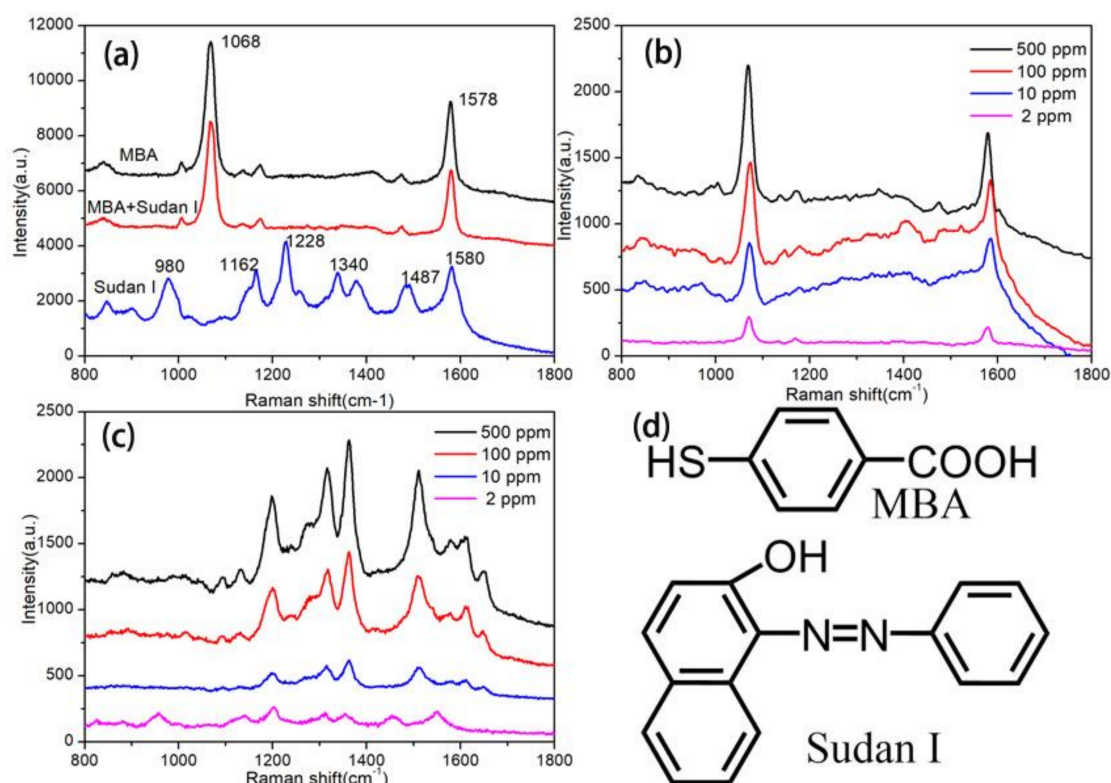 (a)
12000
10000
8000
6000
4000
2000
0
Intensity(a.u.)
1068
1578
MBA
MBA+Sudan I
Sudan I
980
1162
1228
1340
1487
1580
800 1000 1200 1400 1600 1800
Raman shift(cm-1)
(b)
2500
2000
1500
1000
500
0
Intensity(a.u.)
500 ppm
100 ppm
10 ppm
2 ppm
800 1000 1200 1400 1600 1800
Raman shift(cm⁻¹)
(c)
2500
2000
1500
1000
500
0
Intensity(a.u.)
500 ppm
100 ppm
10 ppm
2 ppm
800 1000 1200 1400 1600 1800
Raman shift(cm⁻¹)
(d)
HS
COOH
MBA
OH
N=N
Sudan I